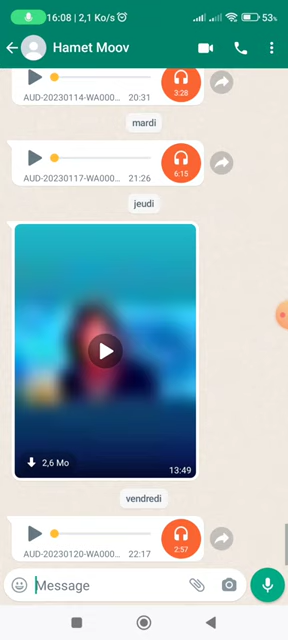 16:08 | 2,1 Ko/s
53%
Hamet Moov
3:28
AUD-20230114-WA000... 20:31
mardi
6:15
AUD-20230117-WA000... 21:26
jeudi
2,6 Mo
13:49
vendredi
2:57
AUD-20230120-WA000... 22:17
Message